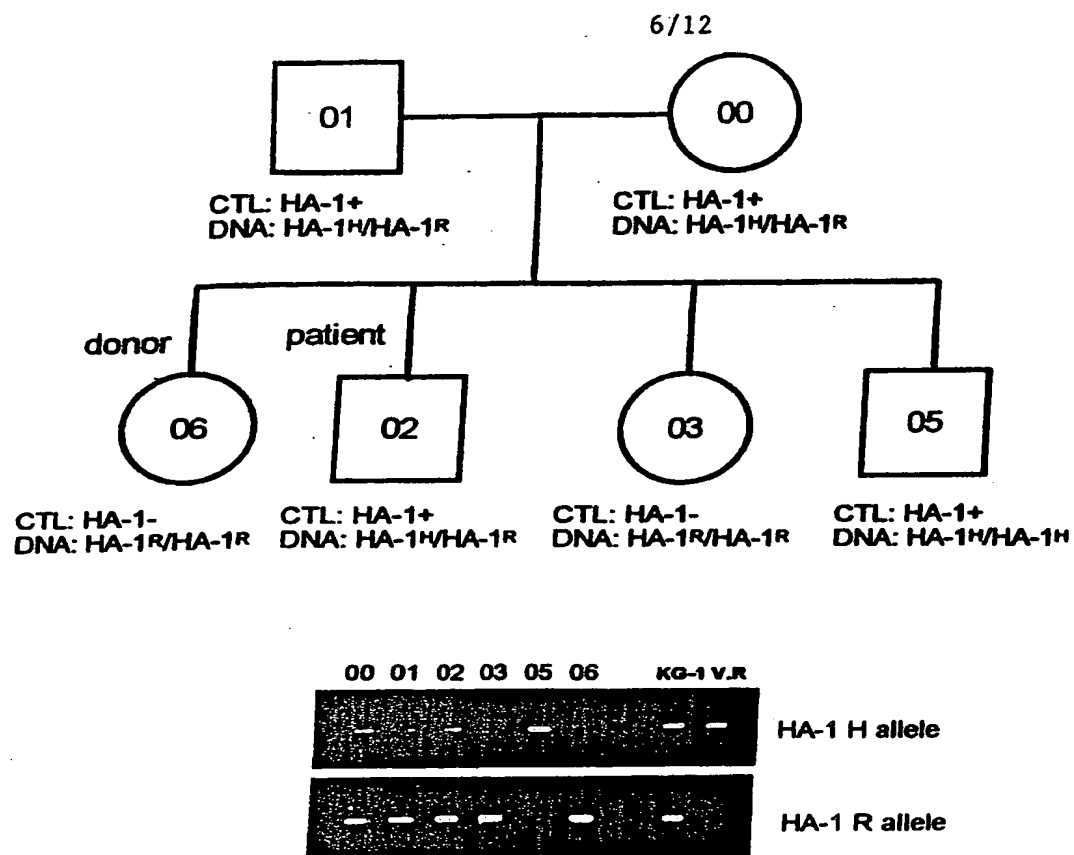 6/12
01
00
CTL: HA-1+
DNA: HA-1H/HA-1R
CTL: HA-1+
DNA: HA-1H/HA-1R
donor
patient
06
02
03
05
CTL: HA-1-
DNA: HA-1R/HA-1R
CTL: HA-1+
DNA: HA-1H/HA-1R
CTL: HA-1-
DNA: HA-1R/HA-1R
CTL: HA-1+
DNA: HA-1H/HA-1H
00 01 02 03 05 06 KG-1 V.R
HA-1 H allele
HA-1 R allele